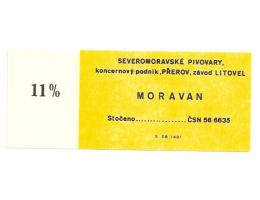 SEVEROMORAVSKÉ PIVOVARY,
koncernový podnik, PŘEROV, závod LITOVEL
11%
MORAVAN
Stočeno............... ČSN 56 6635